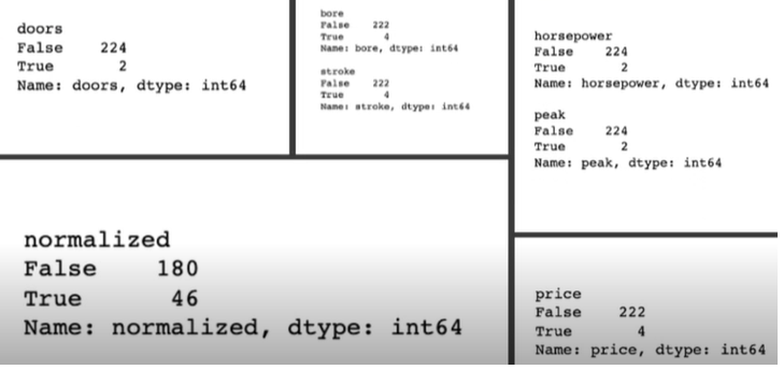 doors
False 224
True 2
Name: doors, dtype: int64
bore
False 222
True 4
Name: bore, dtype: int64
stroke
False 222
True 4
Name: stroke, dtype: int64
horsepower
False 224
True 2
Name: horsepower, dtype: int64
peak
False 224
True 2
Name: peak, dtype: int64
normalized
False 180
True 46
Name: normalized, dtype: int64
price
False 222
True 4
Name: price, dtype: int64